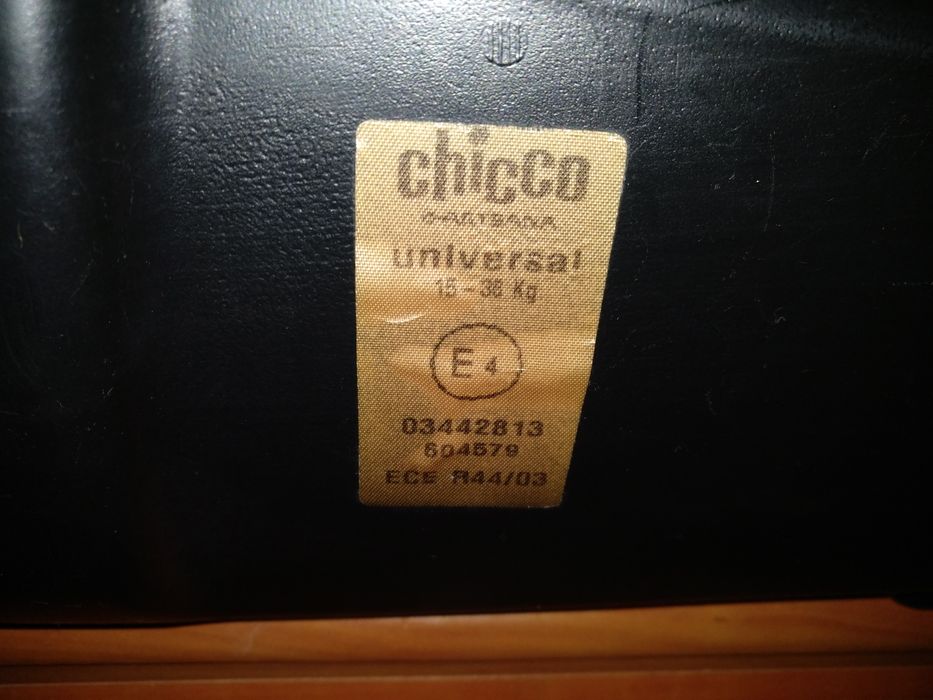 chicco
universal
15 - 36 Kg
E 4
03442813
604579
ECE R44/03